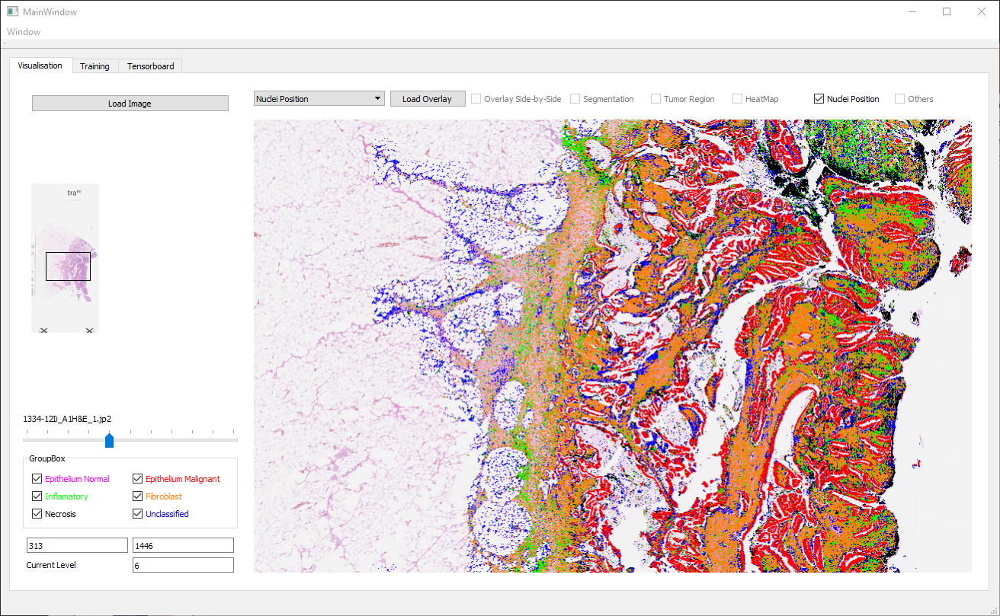 MainWindow
Window
Visualisation Training Tensorboard
Load Image
Nuclei Position Load Overlay Overlay Side-by-Side Segmentation Tumor Region HeatMap Nuclei Position Others
tra™
1334-12Ii_A1H&E_1.jp2
GroupBox
Epithelium Normal Epithelium Malignant
Inflamatory Fibroblast
Necrosis Unclassified
313 1446
Current Level 6